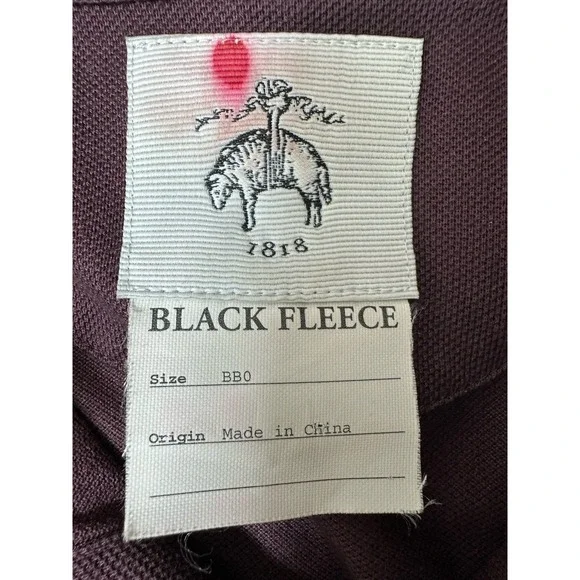 1818
BLACK FLEECE
Size BB0
Origin Made in China